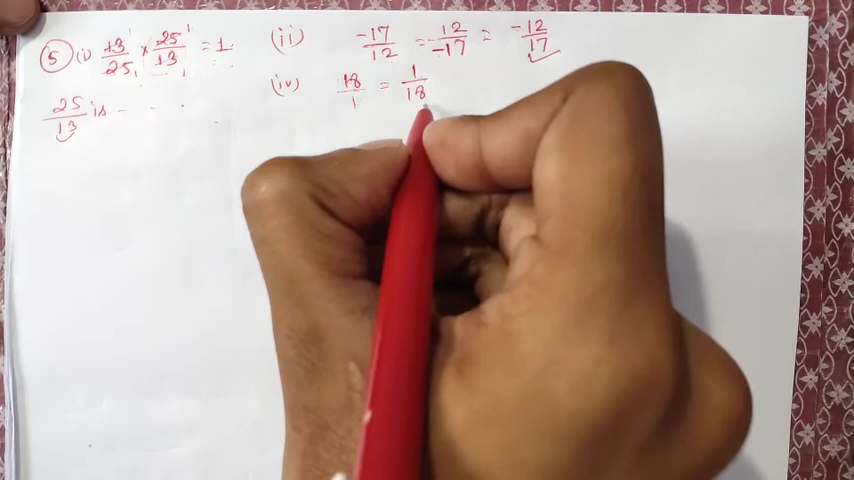 5 (i) 13/25 × 25/13 = 1. (ii) -17/12 = 12/-17 = -12/17
(iv) 18/1 = 1/18
25/13 is - - .